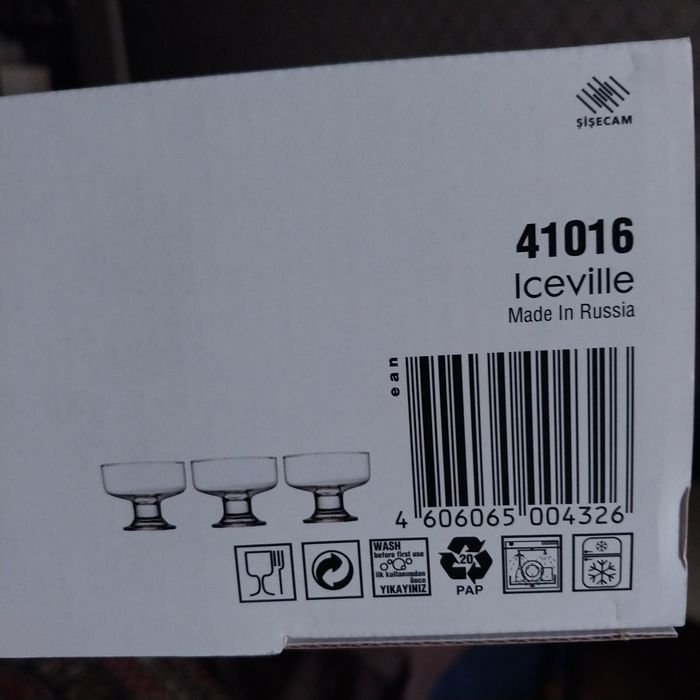 ŞİŞECAM
41016
Iceville
Made In Russia
ean
4 606065 004326
WASH
before first use
ilk kullanımdan
önce
YIKAYINIZ
20
PAP